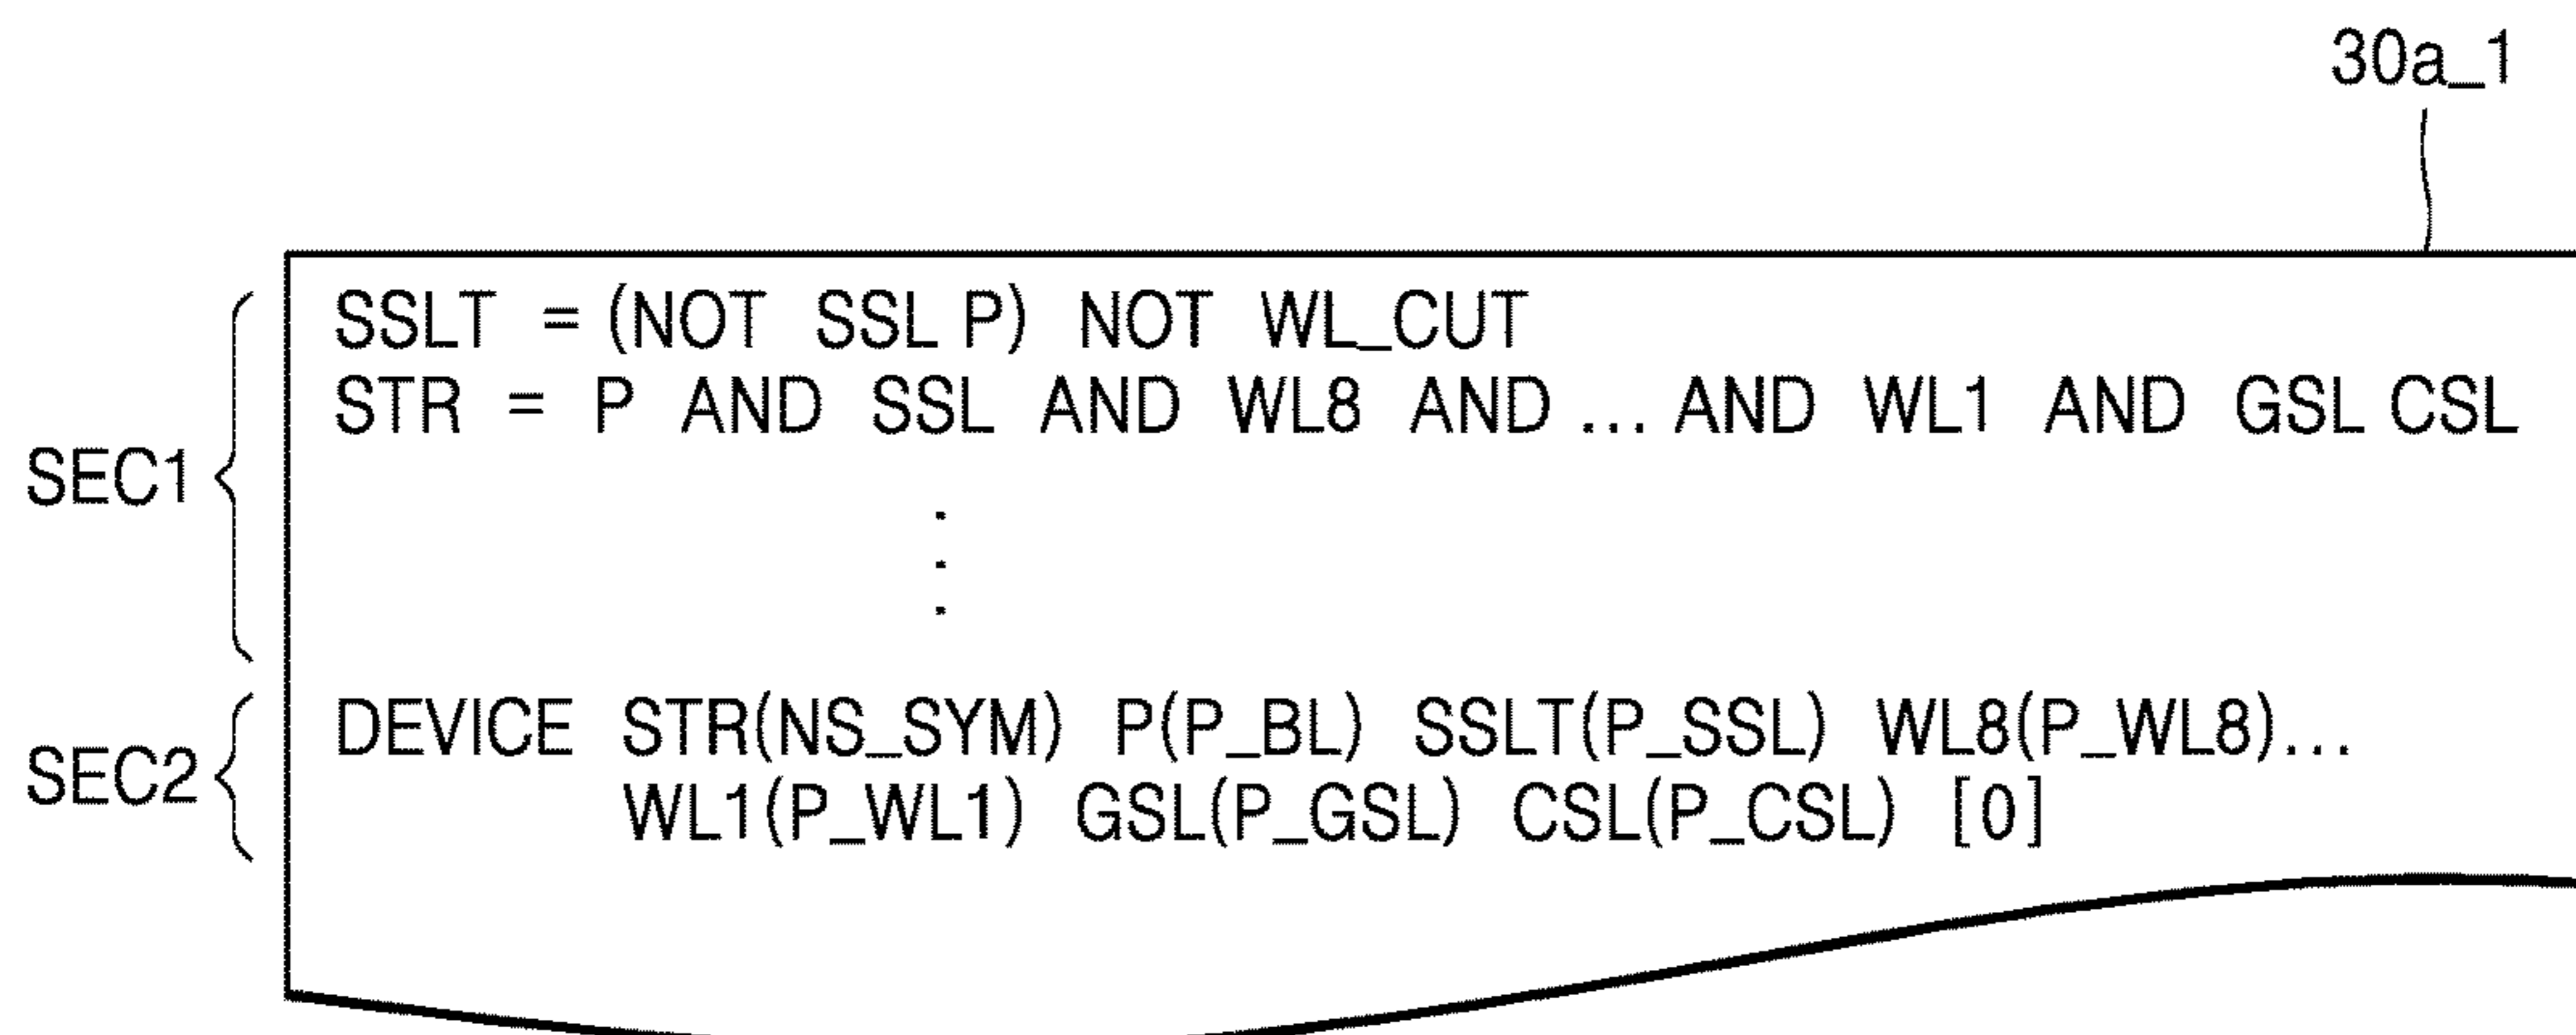 30a_1
SSLT = (NOT SSL P) NOT WL_CUT
STR = P AND SSL AND WL8 AND ... AND WL1 AND GSL CSL
SEC1
DEVICE STR(NS_SYM) P(P_BL) SSLT(P_SSL) WL8(P_WL8)...
SEC2
WL1(P_WL1) GSL(P_GSL) CSL(P_CSL) [0]